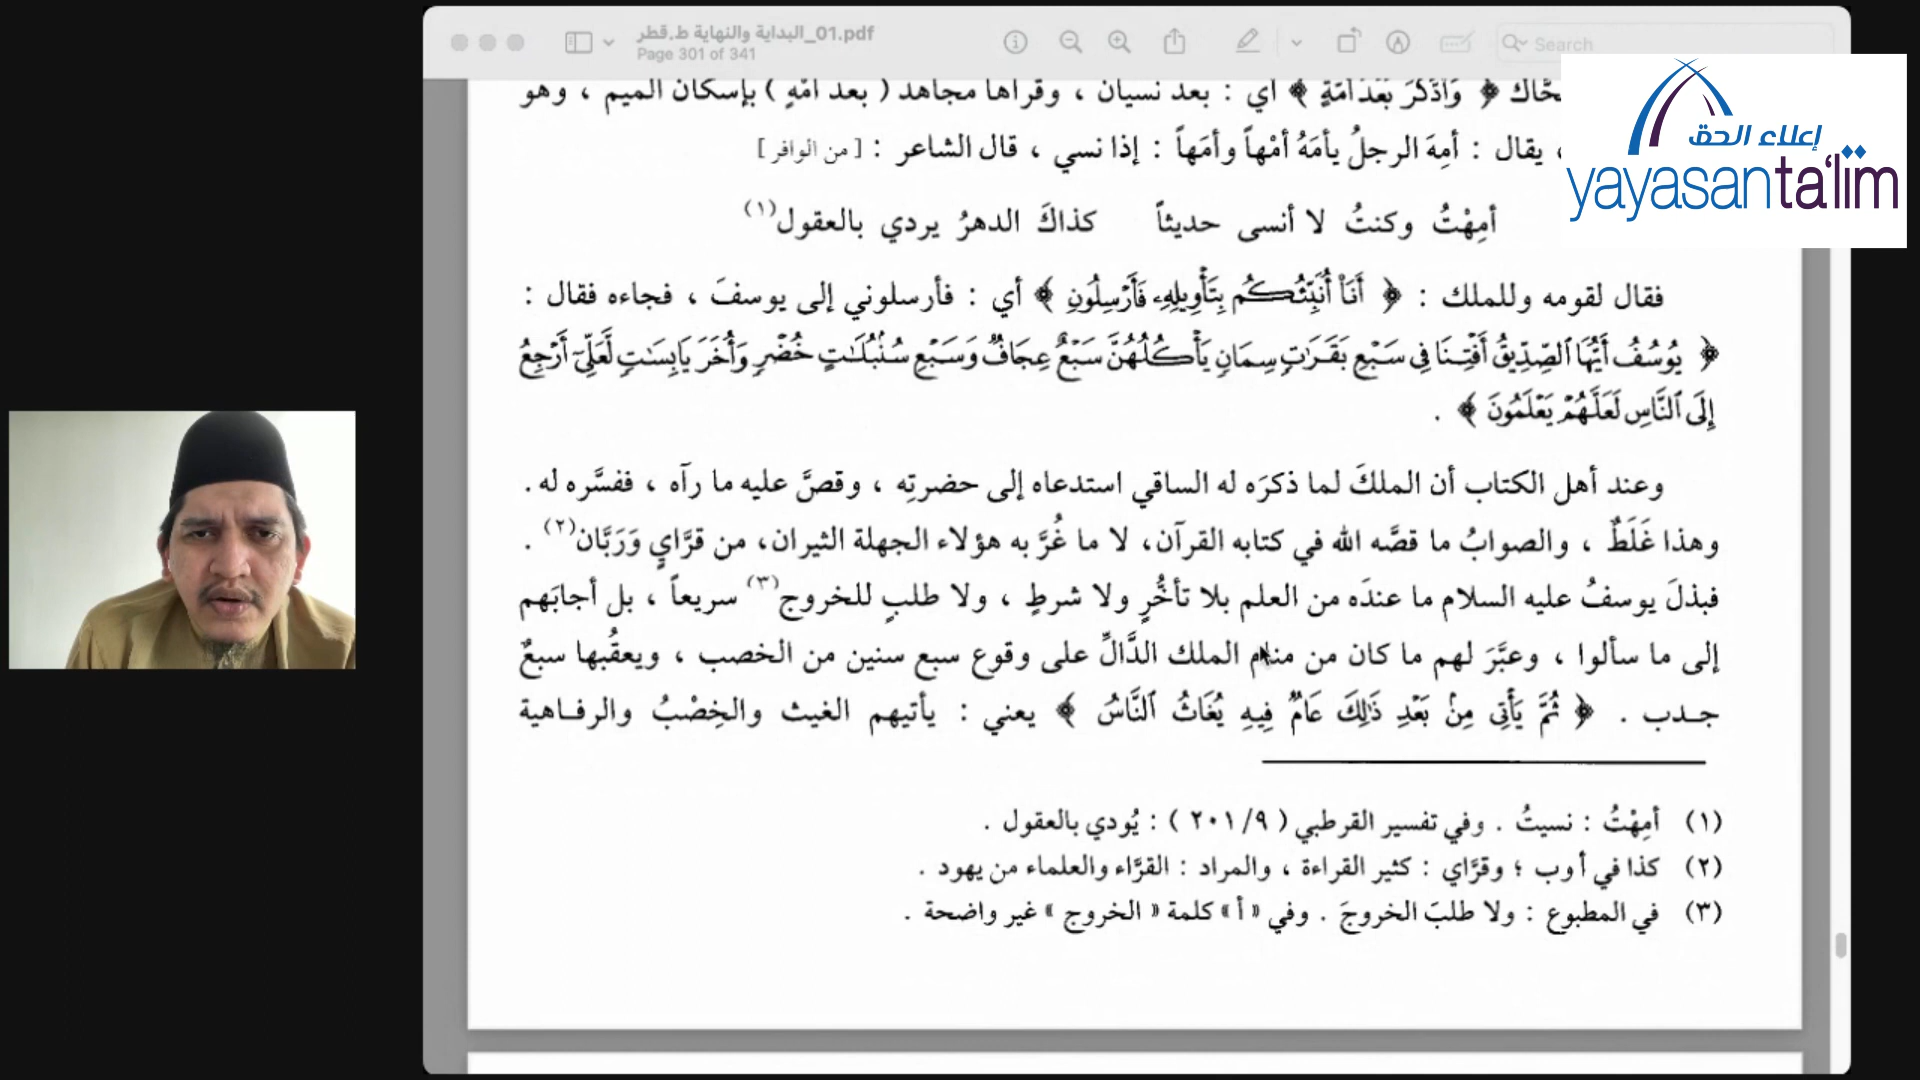 البداية والنهاية ط.قطر_01.pdf
Page 301 of 341
Search
إعلاء الحق
yayasanta'lim
﴿ وَٱدَّكَرَ بَعْدَ أُمَّةٍ ﴾ أي : بعد نسيان ، وقرأها مجاهد ( بعد أمْهٍ ) بإسكان الميم ، وهو
، يقال : أمِهَ الرجلُ يأمَهُ أمْهاً وأمَهاً : إذا نسي ، قال الشاعر : [ من الوافر ]
أمِهْتُ وكنتُ لا أنسى حديثاً كذاكَ الدهرُ يردي بالعقول(١)
فقال لقومه وللملك : ﴿ أَنَا۠ أُنَبِّئُكُم بِتَأْوِيلِهِۦ فَأَرْسِلُونِ ﴾ أي : فأرسلوني إلى يوسفَ ، فجاءه فقال :
﴿ يُوسُفُ أَيُّهَا ٱلصِّدِّيقُ أَفْتِنَا فِى سَبْعِ بَقَرَٰتٍ سِمَانٍ يَأْكُلُهُنَّ سَبْعٌ عِجَافٌ وَسَبْعِ سُنۢبُلَٰتٍ خُضْرٍ وَأُخَرَ يَابِسَٰتٍ لَّعَلِّىٓ أَرْجِعُ
إِلَى ٱلنَّاسِ لَعَلَّهُمْ يَعْلَمُونَ ﴾ .
وعند أهل الكتاب أن الملكَ لما ذكرَه له الساقي استدعاه إلى حضرتِه ، وقصَّ عليه ما رآه ، ففسَّره له .
وهذا غَلَطٌ ، والصوابُ ما قصَّه الله في كتابه القرآن، لا ما غُرَّ به هؤلاء الجهلة الثيران، من قرَّايٍ وَرَبَّان(٢) .
فبذلَ يوسفُ عليه السلام ما عندَه من العلم بلا تأخُّرٍ ولا شرطٍ ، ولا طلبٍ للخروج(٣) سريعاً ، بل أجابَهم
إلى ما سألوا ، وعبَّرَ لهم ما كان من منام الملك الدَّالِّ على وقوع سبع سنين من الخصب ، ويعقُبها سبعٌ
جـدب . ﴿ ثُمَّ يَأْتِى مِنۢ بَعْدِ ذَٰلِكَ عَامٌ فِيهِ يُغَاثُ ٱلنَّاسُ ﴾ يعني : يأتيهم الغيث والخِصْبُ والرفـاهية
(١) أمِهْتُ : نسيتُ . وفي تفسير القرطبي ( ٩/ ٢٠١ ) : يُودي بالعقول .
(٢) كذا في أ وب ؛ وقرَّاي : كثير القراءة ، والمراد : القرَّاء والعلماء من يهود .
(٣) في المطبوع : ولا طلبَ الخروجَ . وفي « أ » كلمة « الخروج » غير واضحة .